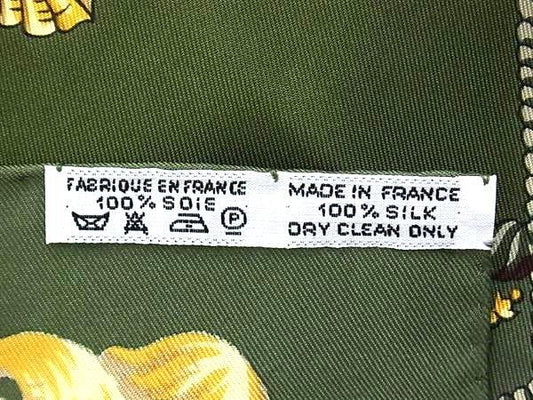 FABRIQUE EN FRANCE
100% SOIE
P
MADE IN FRANCE
100% SILK
DRY CLEAN ONLY